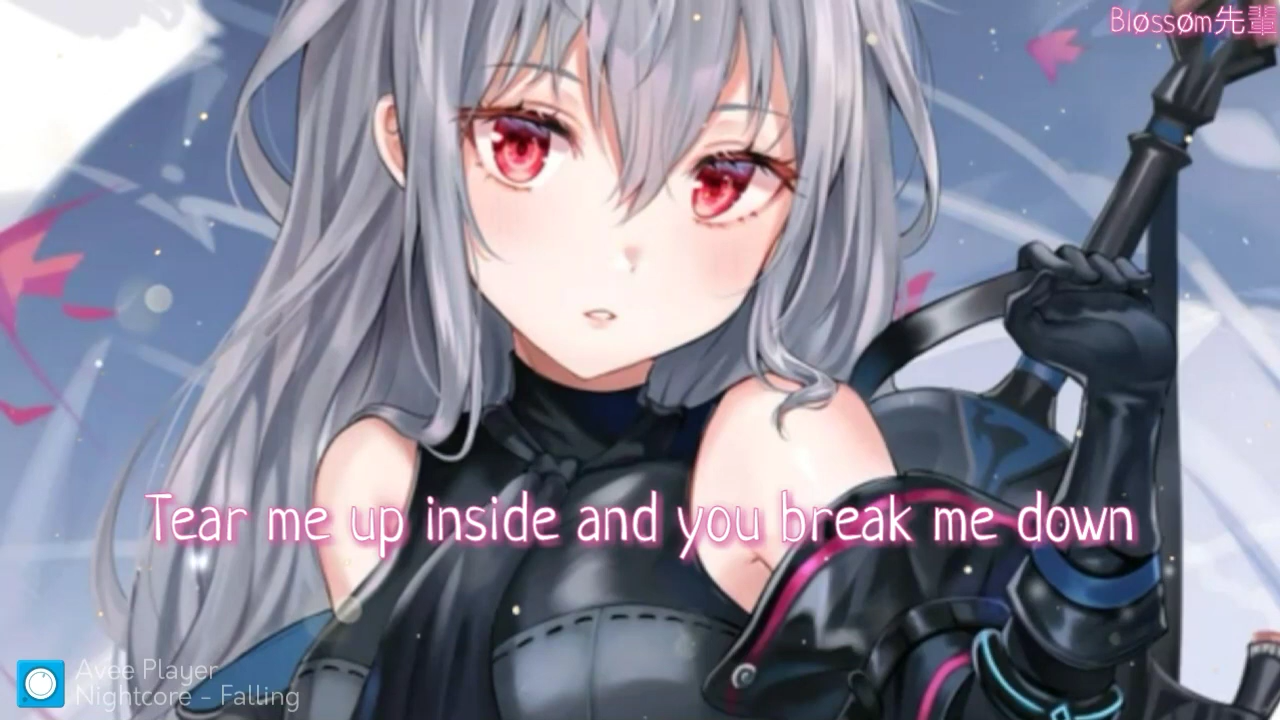 Bløssøm先輩
Tear me up inside and you break me down
Avee Player
Nightcore - Falling